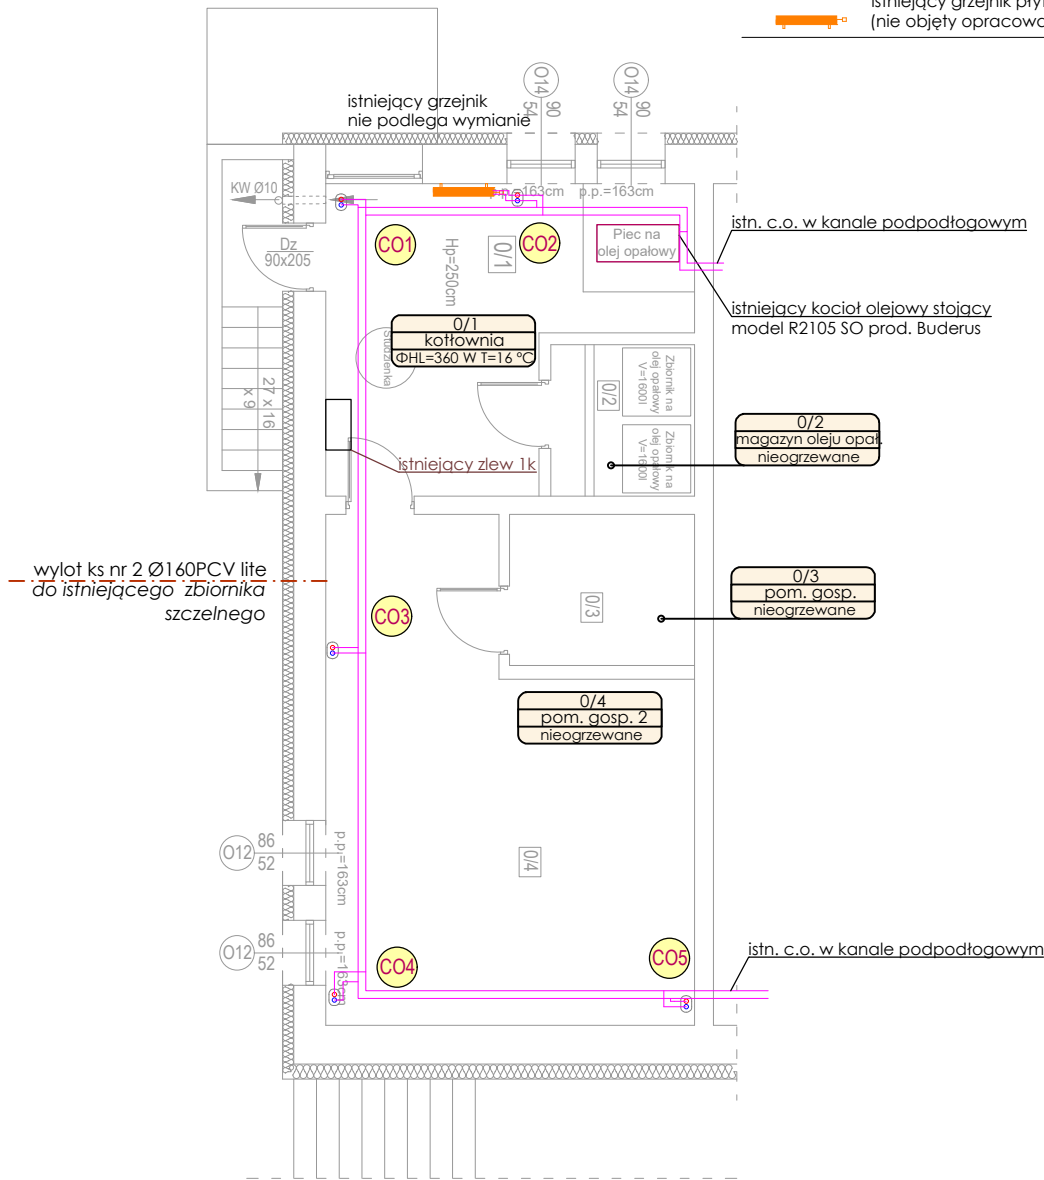 istniejący grzejnik
(nie objęty
istniejący grzejnik
nie podlega wymianie
O14
90
54
O14
90
54
KW Ø10
p.p.=163cm
p.p.=163cm
Dz
90x205
CO1
Hp=250cm
0/1
CO2
Piec na
olej opałowy
istn. c.o. w kanale podpodłogowym
istniejący kocioł olejowy stojący
model R2105 SO prod. Buderus
0/1
kotłownia
ΦHL=360 W T=16 °C
Studzienka
27 x 16
x 9
0/2
Zbiornik na
olej opałowy
V=1600l
Zbiornik na
olej opałowy
V=1600l
0/2
magazyn oleju opał.
nieogrzewane
istniejący zlew 1k
wylot ks nr 2 Ø160PCV lite
do istniejącego zbiornika
szczelnego
CO3
0/3
0/3
pom. gosp.
nieogrzewane
0/4
pom. gosp. 2
nieogrzewane
O12
86
52
p.p.=163cm
0/4
O12
86
52
p.p.=163cm
CO4
CO5
istn. c.o. w kanale podpodłogowym